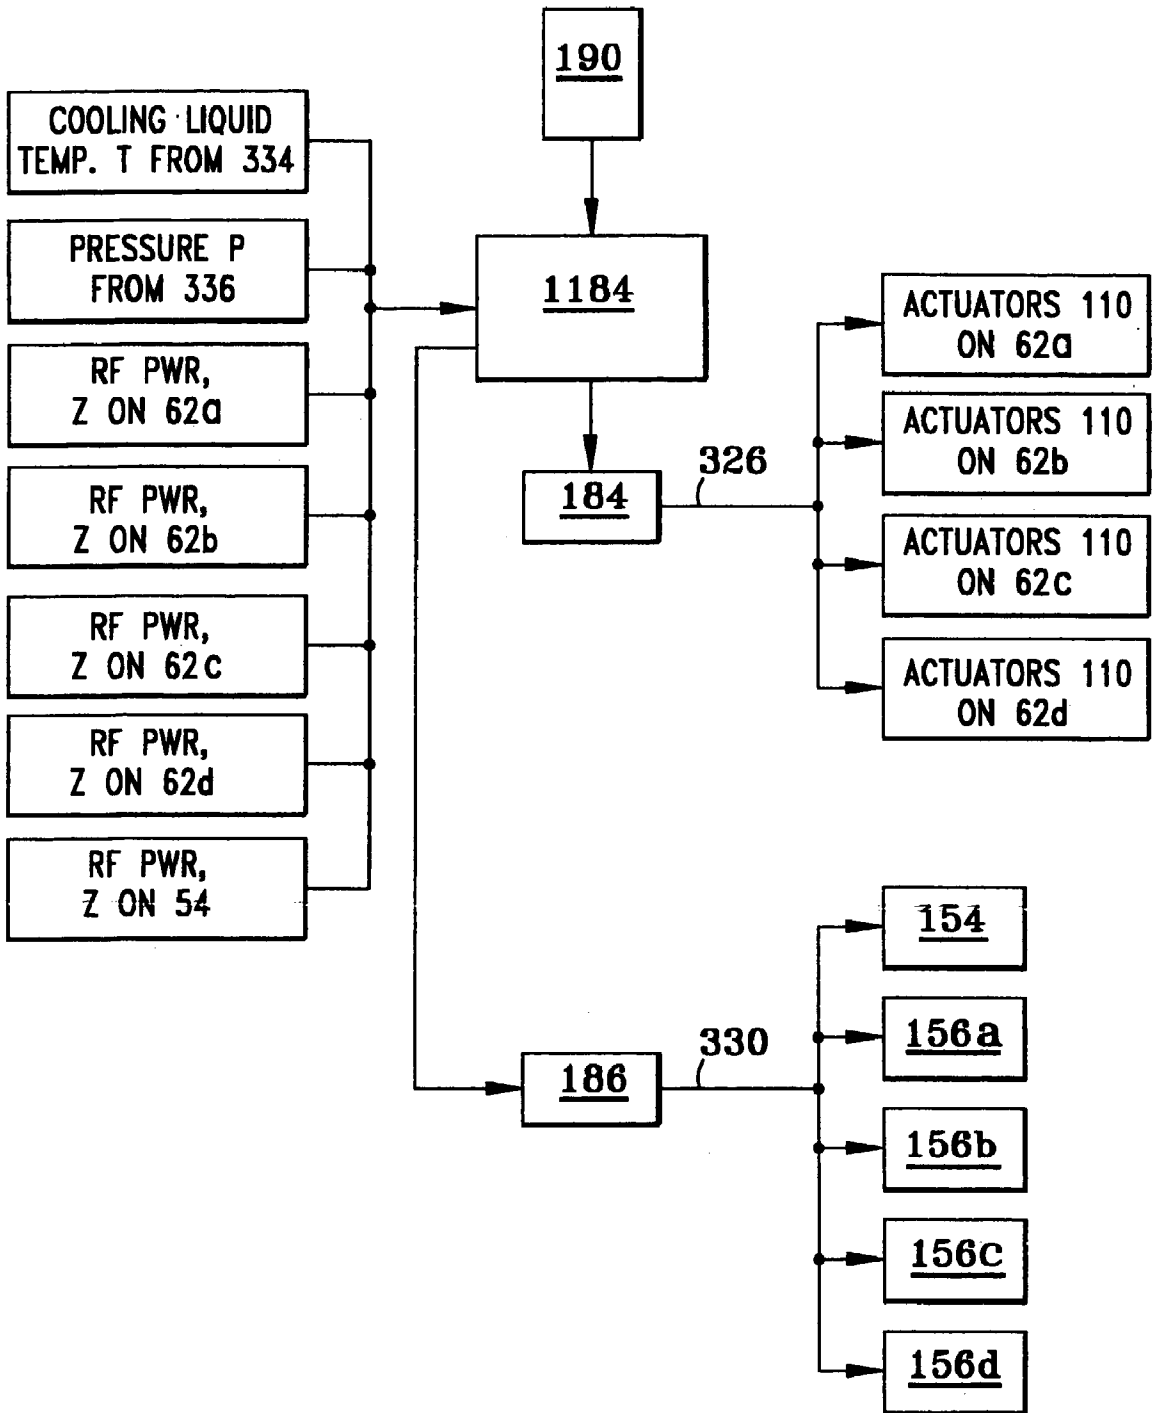 190
COOLING LIQUID
TEMP. T FROM 334
PRESSURE P
FROM 336
RF PWR,
Z ON 62a
RF PWR,
Z ON 62b
RF PWR,
Z ON 62c
RF PWR,
Z ON 62d
RF PWR,
Z ON 54
1184
184
326
ACTUATORS 110
ON 62a
ACTUATORS 110
ON 62b
ACTUATORS 110
ON 62c
ACTUATORS 110
ON 62d
186
330
154
156a
156b
156c
156d